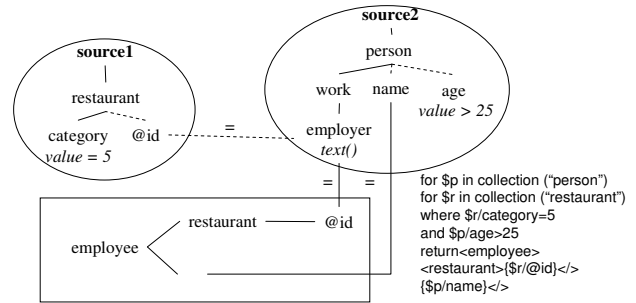 source1
restaurant
category @id
value = 5
=
source2
person
work name age
value > 25
employer
text()
= =
restaurant @id
employee
for $p in collection (“person”)
for $r in collection (“restaurant”)
where $r/category=5
and $p/age>25
return<employee>
<restaurant>{$r/@id}</>
{$p/name}</>